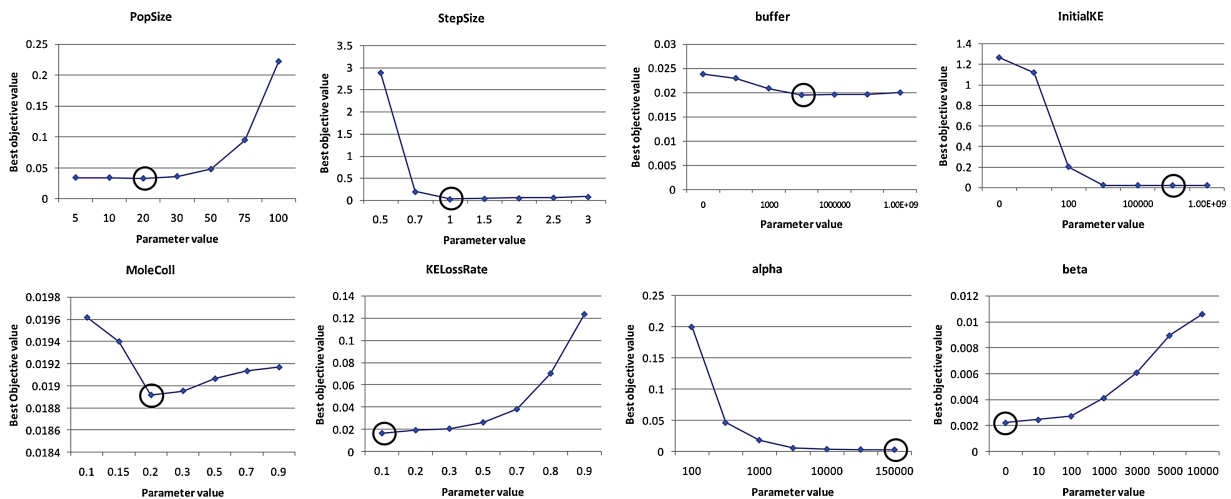 PopSize
Best objective value
0.25
0.2
0.15
0.1
0.05
0
5 10 20 30 50 75 100
Parameter value
StepSize
Best objective value
3.5
3
2.5
2
1.5
1
0.5
0
0.5 0.7 1 1.5 2 2.5 3
Parameter value
buffer
Best objective value
0.03
0.025
0.02
0.015
0.01
0.005
0
0 1000 1000000 1.00E+09
Parameter value
InitialKE
Best objective value
1.4
1.2
1
0.8
0.6
0.4
0.2
0
0 100 100000 1.00E+09
Parameter value
MoleColl
Best Objective value
0.0198
0.0196
0.0194
0.0192
0.019
0.0188
0.0186
0.0184
0.1 0.15 0.2 0.3 0.5 0.7 0.9
Parameter value
KELossRate
Best objective value
0.14
0.12
0.1
0.08
0.06
0.04
0.02
0
0.1 0.2 0.3 0.5 0.7 0.8 0.9
Parameter value
alpha
Best objective value
0.25
0.2
0.15
0.1
0.05
0
100 1000 10000 150000
Parameter value
beta
Best objective value
0.012
0.01
0.008
0.006
0.004
0.002
0
0 10 100 1000 3000 5000 10000
Parameter value